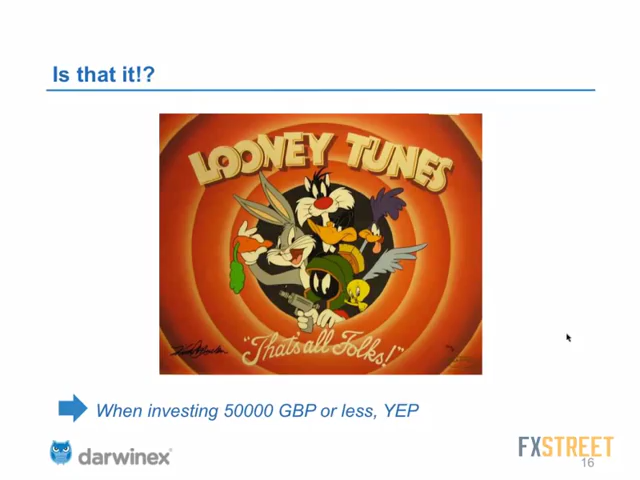 Is that it!?
LOONEY TUNES
"That's all Folks!"
When investing 50000 GBP or less, YEP
darwinex
FXSTREET
16